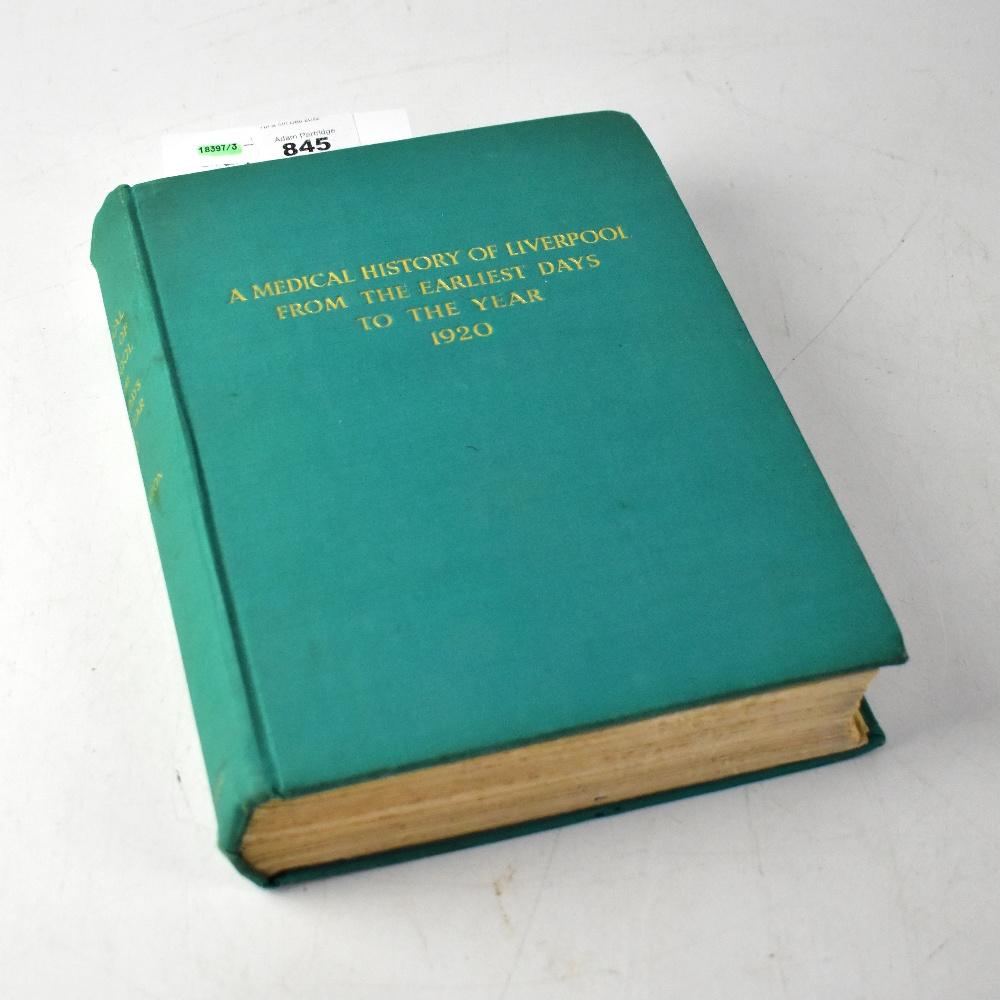 Adam Partridge
18397/3
845
A MEDICAL HISTORY OF LIVERPOOL
FROM THE EARLIEST DAYS
TO THE YEAR
1920